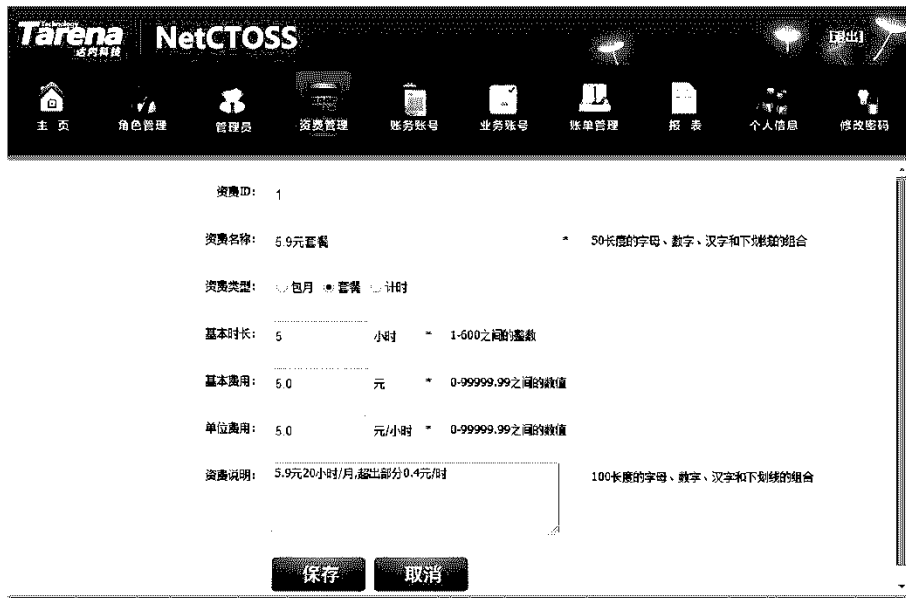 Technology
Tarena
达内科技
NetCTOSS
[退出]
主 页 角色管理 管理员 资费管理 账务账号 业务账号 账单管理 报 表 个人信息 修改密码
资费ID: 1
资费名称: 5.9元套餐 * 50长度的字母、数字、汉字和下划线的组合
资费类型: 包月 套餐 计时
基本时长: 5 小时 * 1-600之间的整数
基本费用: 5.0 元 * 0-99999.99之间的数值
单位费用: 5.0 元/小时 * 0-99999.99之间的数值
资费说明: 5.9元20小时/月,超出部分0.4元/时 100长度的字母、数字、汉字和下划线的组合
保存 取消